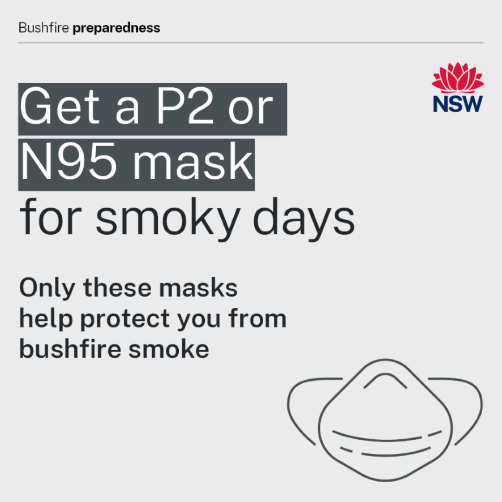 Bushfire preparedness
NSW
Get a P2 or
N95 mask
for smoky days
Only these masks
help protect you from
bushfire smoke